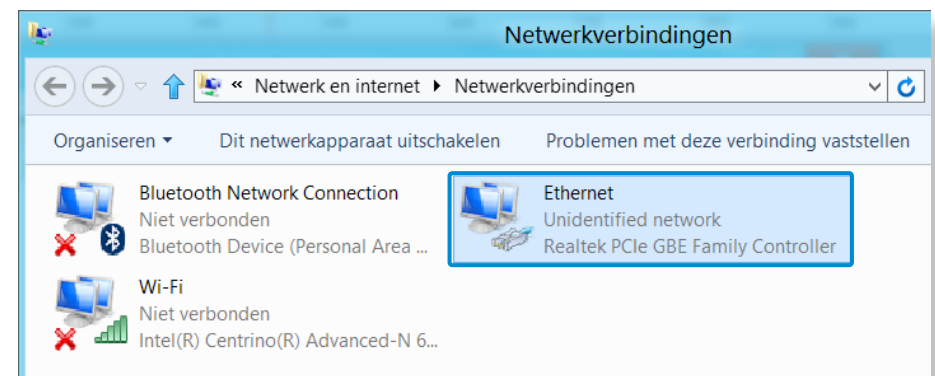 Netwerkverbindingen
« Netwerk en internet Netwerkverbindingen
Organiseren Dit netwerkapparaat uitschakelen Problemen met deze verbinding vaststellen
Bluetooth Network Connection
Niet verbonden
Bluetooth Device (Personal Area ...
Ethernet
Unidentified network
Realtek PCIe GBE Family Controller
Wi-Fi
Niet verbonden
Intel(R) Centrino(R) Advanced-N 6...